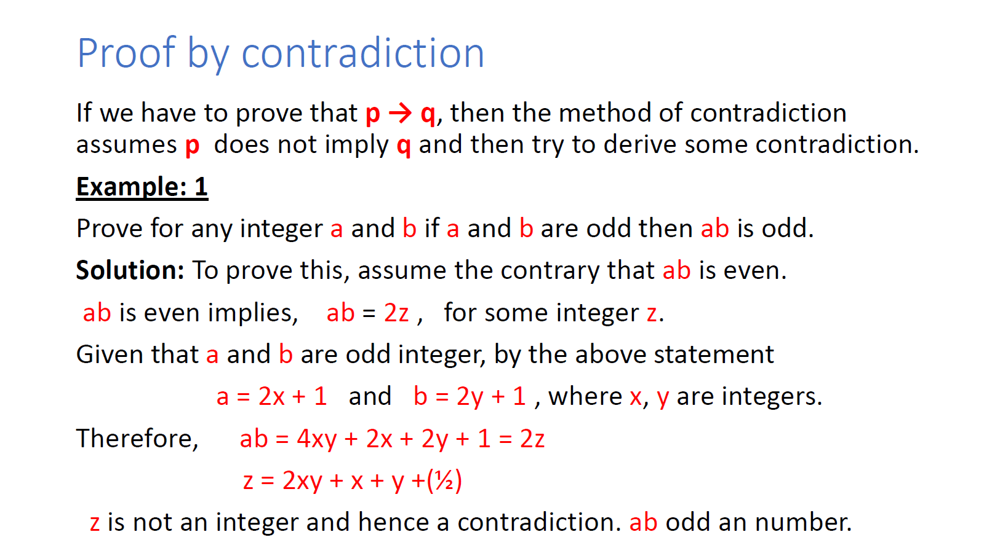 Proof by contradiction
If we have to prove that p → q, then the method of contradiction
assumes p does not imply q and then try to derive some contradiction.
Example: 1
Prove for any integer a and b if a and b are odd then ab is odd.
Solution: To prove this, assume the contrary that ab is even.
ab is even implies, ab = 2z , for some integer z.
Given that a and b are odd integer, by the above statement
a = 2x + 1 and b = 2y + 1 , where x, y are integers.
Therefore, ab = 4xy + 2x + 2y + 1 = 2z
z = 2xy + x + y +(½)
z is not an integer and hence a contradiction. ab odd an number.